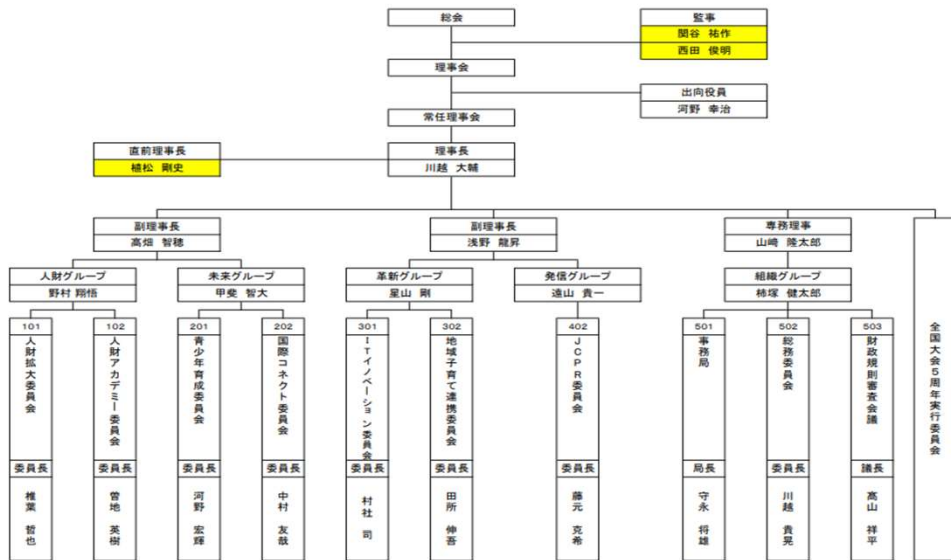 総会
監事
関谷 祐作
西田 俊明
理事会
出向役員
河野 幸治
常任理事会
直前理事長
植松 剛史
理事長
川越 大輔
副理事長
高畑 智穂
副理事長
浅野 龍昇
専務理事
山﨑 隆太郎
人財グループ
野村 翔悟
未来グループ
甲斐 智大
革新グループ
星山 剛
発信グループ
遠山 貴一
組織グループ
柿塚 健太郎
全国大会5周年実行委員会
101
人財拡大委員会
委員長
椎葉 哲也
102
人財アカデミー委員会
委員長
曽地 英樹
201
青少年育成委員会
委員長
河野 宏輝
202
国際コネクト委員会
委員長
中村 友哉
301
ITイノベーション委員会
委員長
村社 司
302
地域子育て連携委員会
委員長
田所 伸吾
402
JCPR委員会
委員長
藤元 克希
501
事務局
局長
守永 将雄
502
総務委員会
委員長
川越 貴晃
503
財政規則審査会議
議長
髙山 祥平